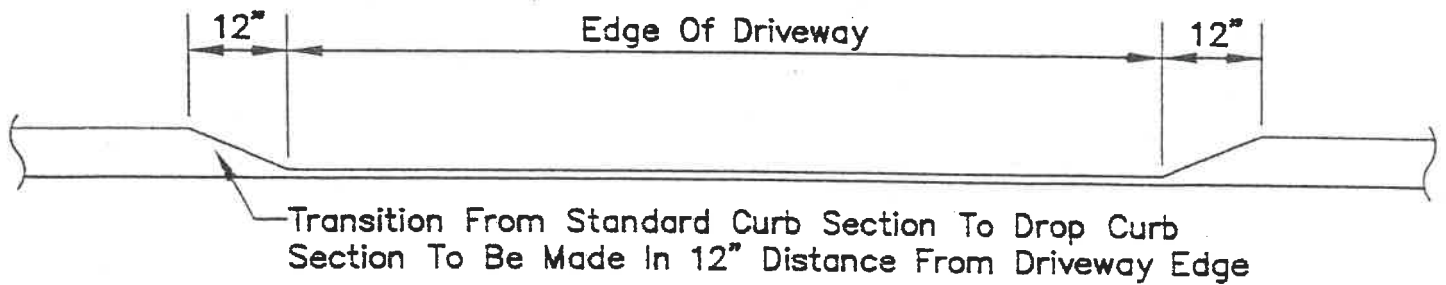 12"
Edge Of Driveway
12"
Transition From Standard Curb Section To Drop Curb
Section To Be Made In 12" Distance From Driveway Edge